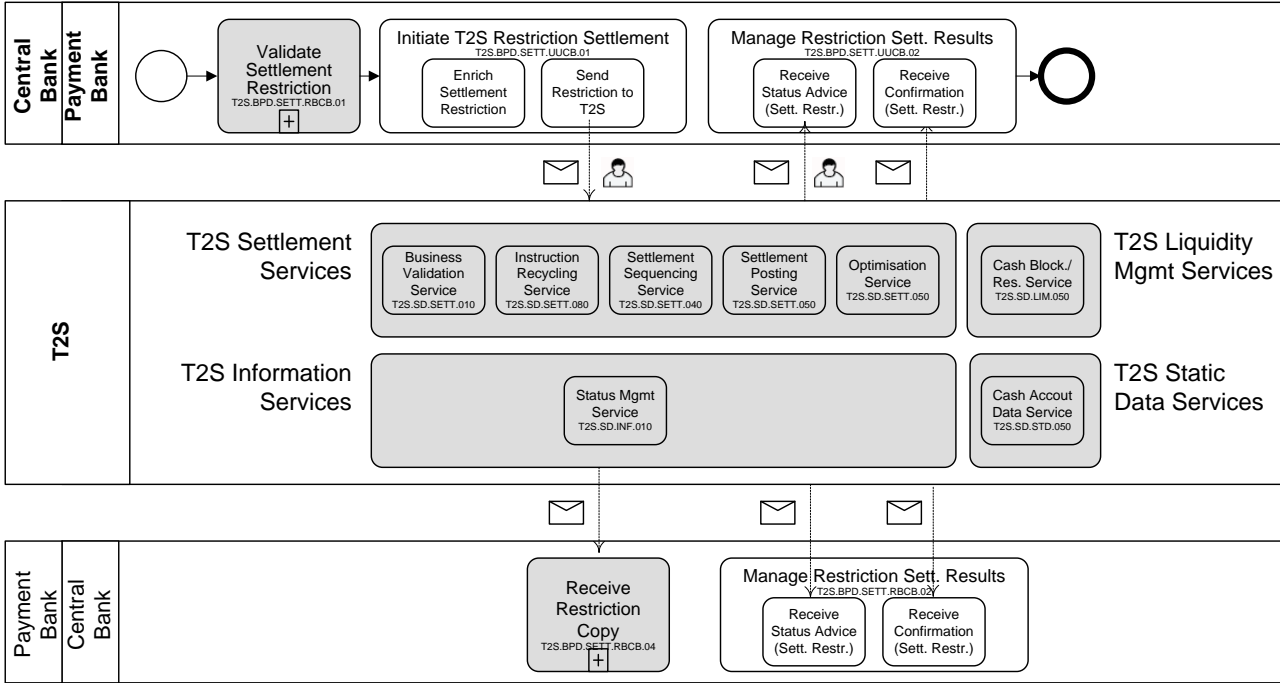 Central
Bank
Payment
Bank
Validate
Settlement
Restriction
T2S.BPD.SETT.RBCB.01
Initiate T2S Restriction Settlement
T2S.BPD.SETT.UUCB.01
Enrich
Settlement
Restriction
Send
Restriction to
T2S
Manage Restriction Sett. Results
T2S.BPD.SETT.UUCB.02
Receive
Status Advice
(Sett. Restr.)
Receive
Confirmation
(Sett. Restr.)
T2S
T2S Settlement
Services
Business
Validation
Service
T2S.SD.SETT.010
Instruction
Recycling
Service
T2S.SD.SETT.080
Settlement
Sequencing
Service
T2S.SD.SETT.040
Settlement
Posting
Service
T2S.SD.SETT.050
Optimisation
Service
T2S.SD.SETT.050
Cash Block./
Res. Service
T2S.SD.LIM.050
T2S Liquidity
Mgmt Services
T2S Information
Services
Status Mgmt
Service
T2S.SD.INF.010
Cash Accout
Data Service
T2S.SD.STD.050
T2S Static
Data Services
Payment
Bank
Central
Bank
Receive
Restriction
Copy
T2S.BPD.SETT.RBCB.04
Manage Restriction Sett. Results
T2S.BPD.SETT.RBCB.02
Receive
Status Advice
(Sett. Restr.)
Receive
Confirmation
(Sett. Restr.)